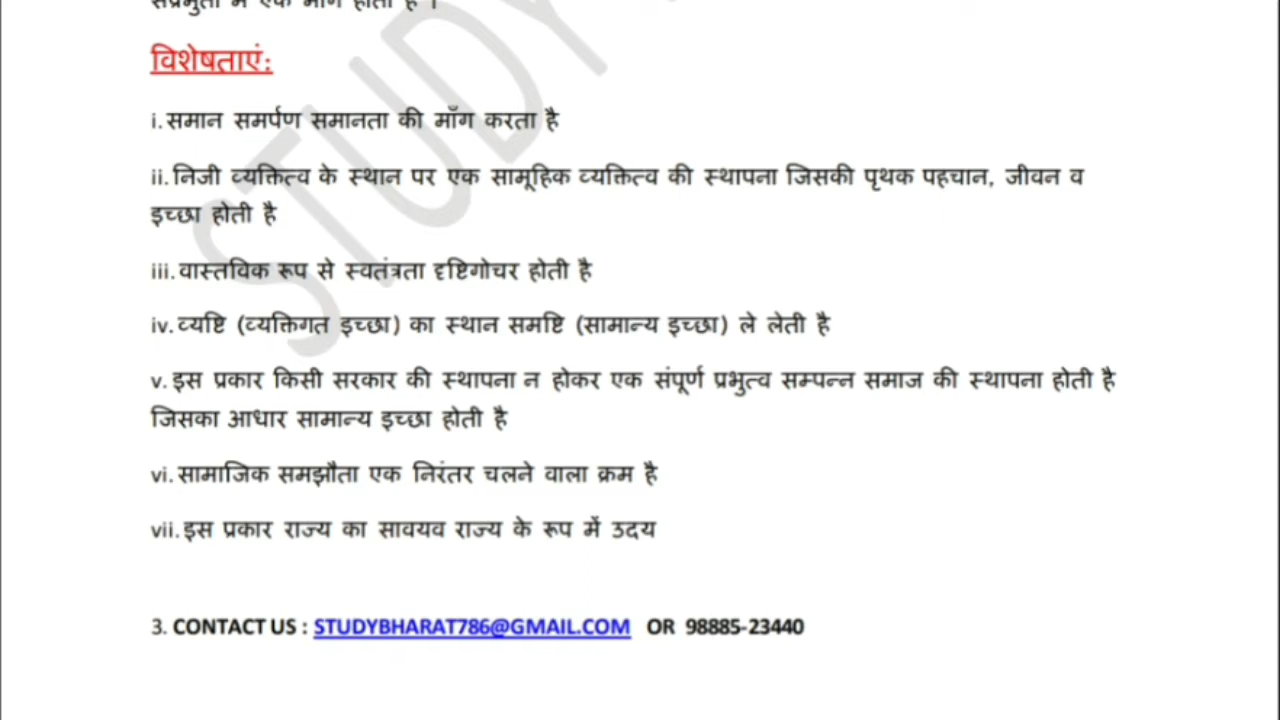 संप्रभुता में एक भाग होता है ।
विशेषताएं:
i. समान समर्पण समानता की माँग करता है
ii. निजी व्यक्तित्व के स्थान पर एक सामूहिक व्यक्तित्व की स्थापना जिसकी पृथक पहचान, जीवन व
इच्छा होती है
iii. वास्तविक रूप से स्वतंत्रता दृष्टिगोचर होती है
iv. व्यष्टि (व्यक्तिगत इच्छा) का स्थान समष्टि (सामान्य इच्छा) ले लेती है
v. इस प्रकार किसी सरकार की स्थापना न होकर एक संपूर्ण प्रभुत्व सम्पन्न समाज की स्थापना होती है
जिसका आधार सामान्य इच्छा होती है
vi. सामाजिक समझौता एक निरंतर चलने वाला क्रम है
vii. इस प्रकार राज्य का सावयव राज्य के रूप में उदय
3. CONTACT US : STUDYBHARAT786@GMAIL.COM OR 98885-23440
STUDY